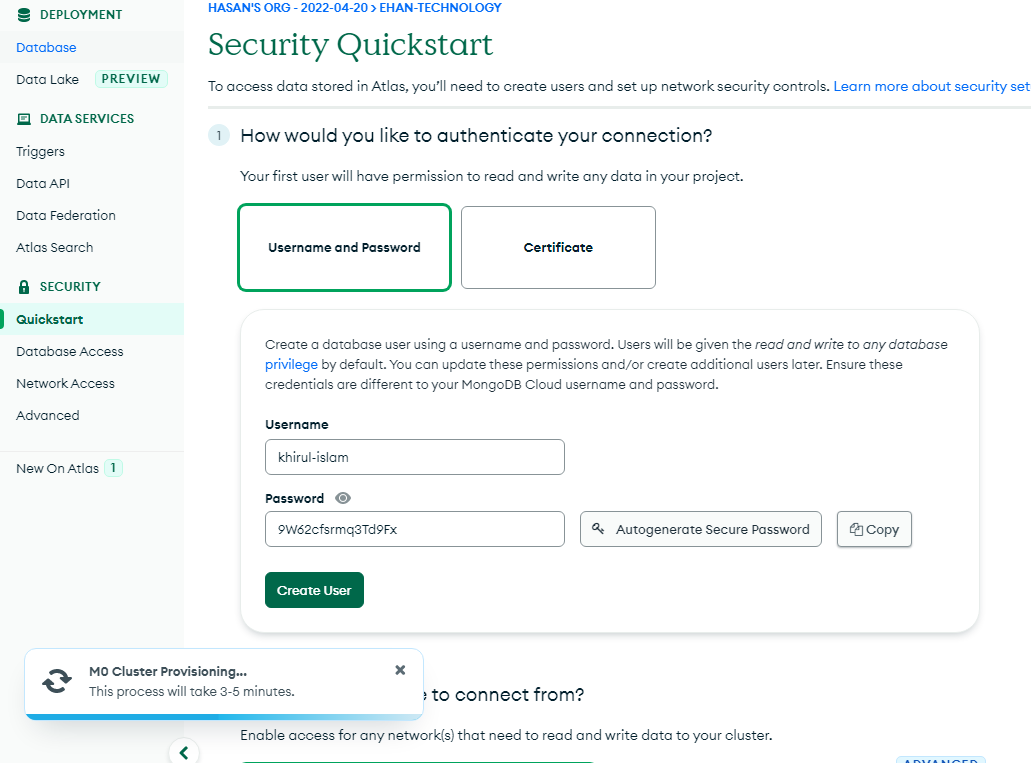 DEPLOYMENT
Database
Data Lake PREVIEW
DATA SERVICES
Triggers
Data API
Data Federation
Atlas Search
SECURITY
Quickstart
Database Access
Network Access
Advanced
New On Atlas 1
HASAN'S ORG - 2022-04-20 > EHAN-TECHNOLOGY
Security Quickstart
To access data stored in Atlas, you'll need to create users and set up network security controls. Learn more about security set
1 How would you like to authenticate your connection?
Your first user will have permission to read and write any data in your project.
Username and Password
Certificate
Create a database user using a username and password. Users will be given the read and write to any database
privilege by default. You can update these permissions and/or create additional users later. Ensure these
credentials are different to your MongoDB Cloud username and password.
Username
khirul-islam
Password
9W62cfsrmq3Td9Fx
Autogenerate Secure Password
Copy
Create User
M0 Cluster Provisioning...
This process will take 3-5 minutes.
e to connect from?
Enable access for any network(s) that need to read and write data to your cluster.
ADVANCED